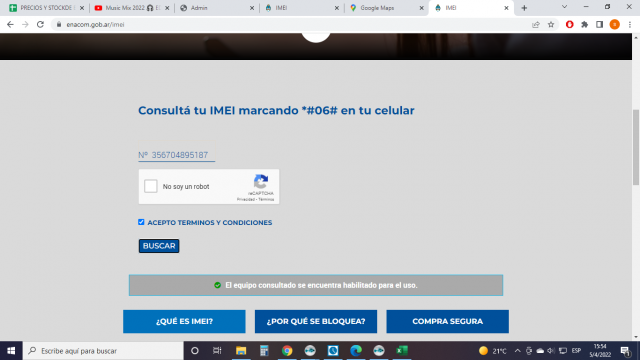 PRECIOS Y STOCKDE
Music Mix 2022
Admin
IMEI
Google Maps
IMEI
enacom.gob.ar/imei
Consultá tu IMEI marcando *#06# en tu celular
Nº 356704895187
No soy un robot
reCAPTCHA
Privacidad - Términos
ACEPTO TERMINOS Y CONDICIONES
BUSCAR
El equipo consultado se encuentra habilitado para el uso.
¿QUÉ ES IMEI?
¿POR QUÉ SE BLOQUEA?
COMPRA SEGURA
Escribe aquí para buscar
21°C
ESP
15:54
5/4/2022